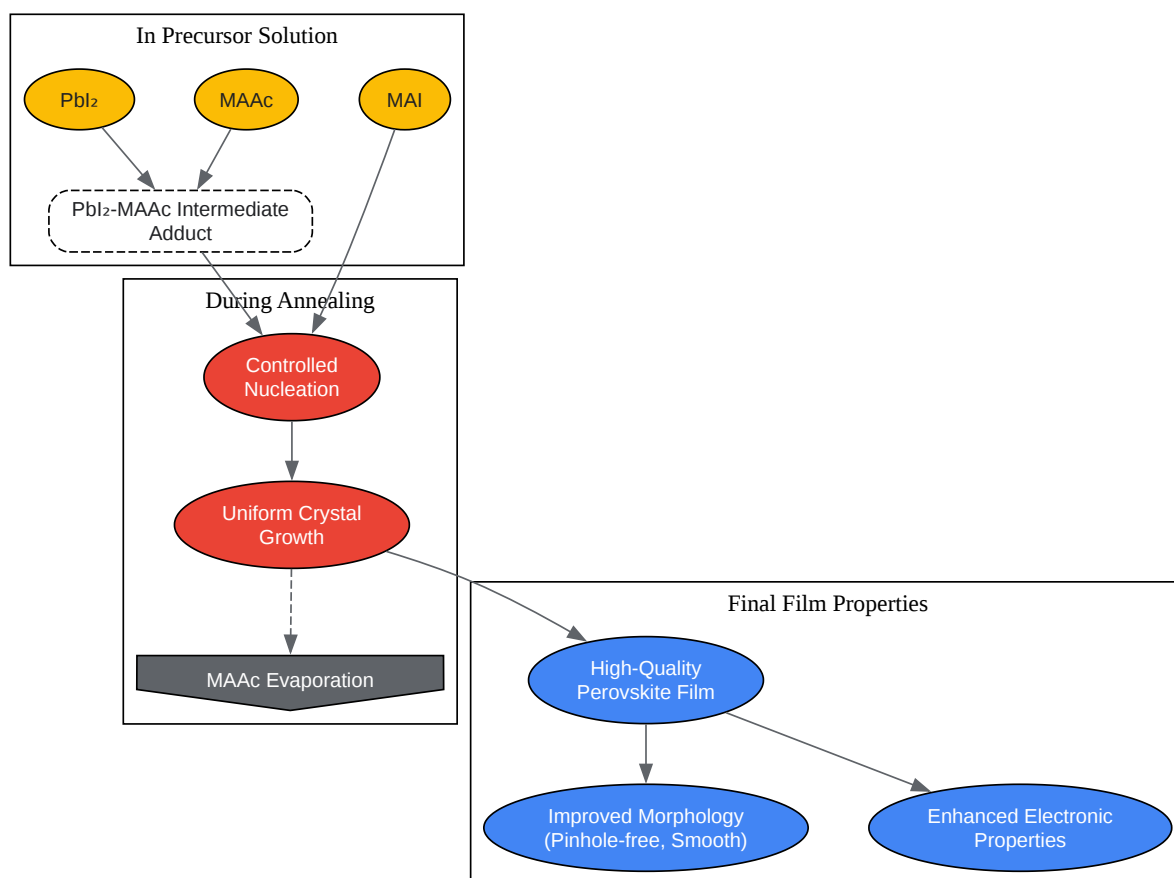 In Precursor Solution
PbI₂
MAAc
MAI
PbI₂-MAAc Intermediate
Adduct
During Annealing
Controlled
Nucleation
Uniform Crystal
Growth
MAAc Evaporation
Final Film Properties
High-Quality
Perovskite Film
Improved Morphology
(Pinhole-free, Smooth)
Enhanced Electronic
Properties